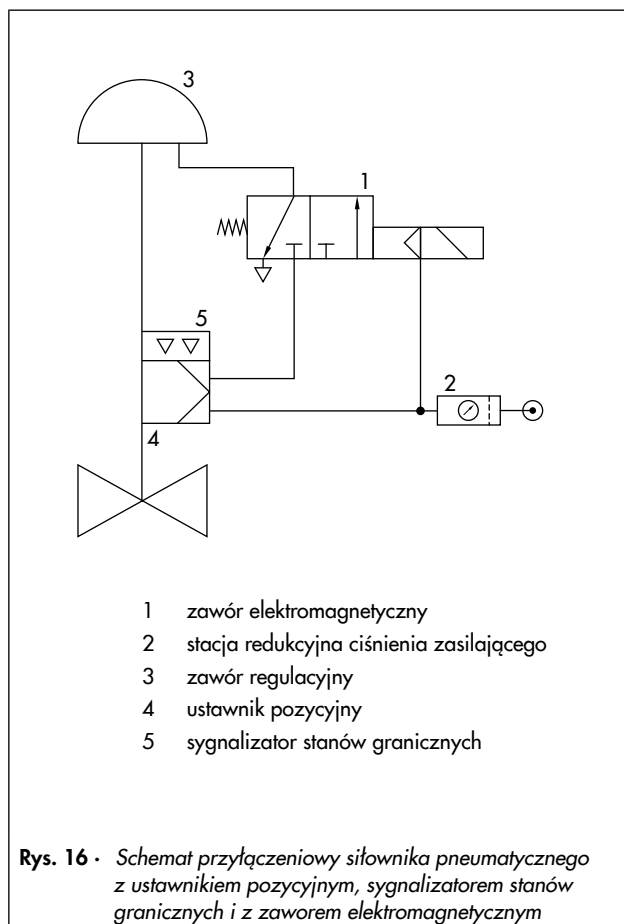 3
1
5
2
4
1 zawór elektromagnetyczny
2 stacja redukcyjna ciśnienia zasilającego
3 zawór regulacyjny
4 ustawnik pozycyjny
5 sygnalizator stanów granicznych
Rys. 16 · Schemat przyłączeniowy siłownika pneumatycznego
z ustawnikiem pozycyjnym, sygnalizatorem stanów
granicznych i z zaworem elektromagnetycznym